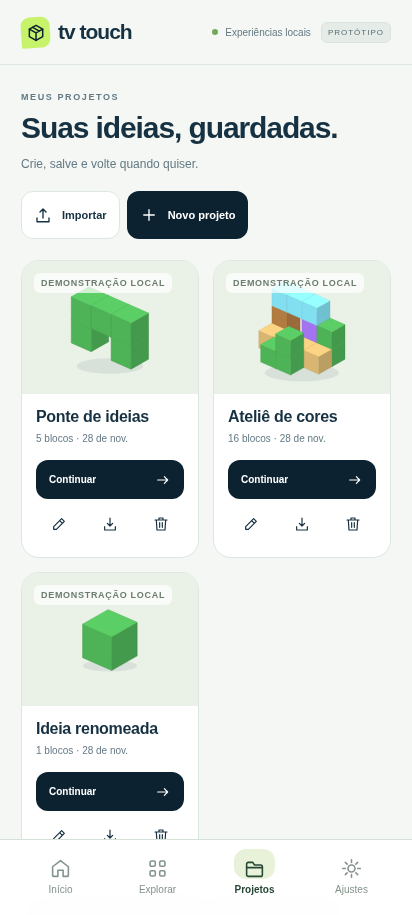 tv touch
Experiências locais
PROTÓTIPO
MEUS PROJETOS
Suas ideias, guardadas.
Crie, salve e volte quando quiser.
Importar
Novo projeto
DEMONSTRAÇÃO LOCAL
Ponte de ideias
5 blocos · 28 de nov.
Continuar
DEMONSTRAÇÃO LOCAL
Ateliê de cores
16 blocos · 28 de nov.
Continuar
DEMONSTRAÇÃO LOCAL
Ideia renomeada
1 blocos · 28 de nov.
Continuar
Início
Explorar
Projetos
Ajustes